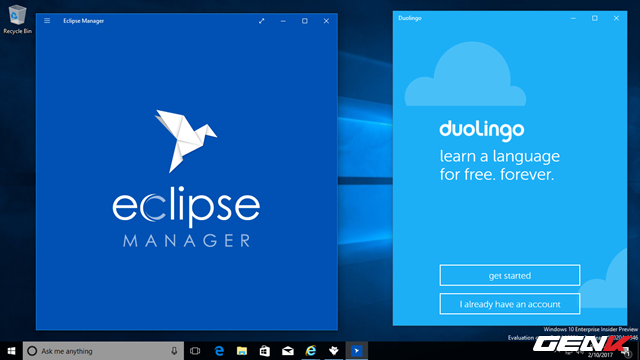 Recycle Bin
Eclipse Manager
eclipse
MANAGER
Duolingo
duolingo
learn a language
for free. forever.
get started
I already have an account
Windows 10 Enterprise Insider Preview
Evaluation
Ask me anything
2/10/2017
GENK